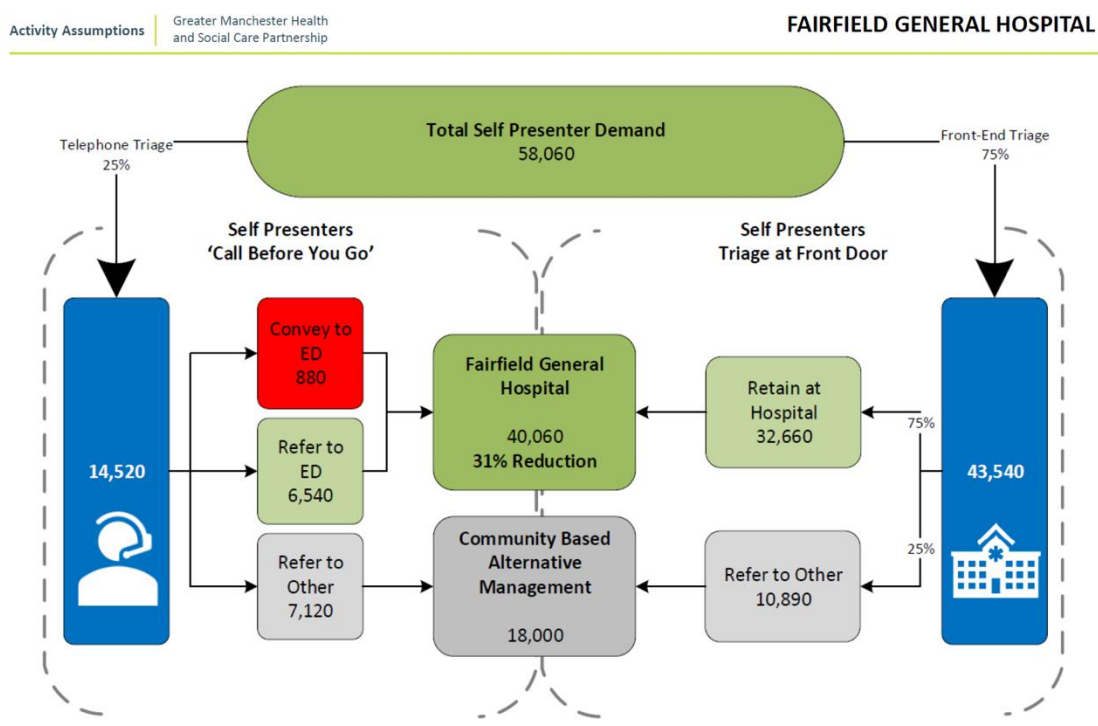 Activity Assumptions
Greater Manchester Health
and Social Care Partnership
FAIRFIELD GENERAL HOSPITAL
Total Self Presenter Demand
58,060
Telephone Triage
25%
Front-End Triage
75%
Self Presenters
'Call Before You Go'
Self Presenters
Triage at Front Door
14,520
Convey to
ED
880
Refer to
ED
6,540
Refer to
Other
7,120
Fairfield General
Hospital
40,060
31% Reduction
Community Based
Alternative
Management
18,000
Retain at
Hospital
32,660
Refer to Other
10,890
75%
25%
43,540